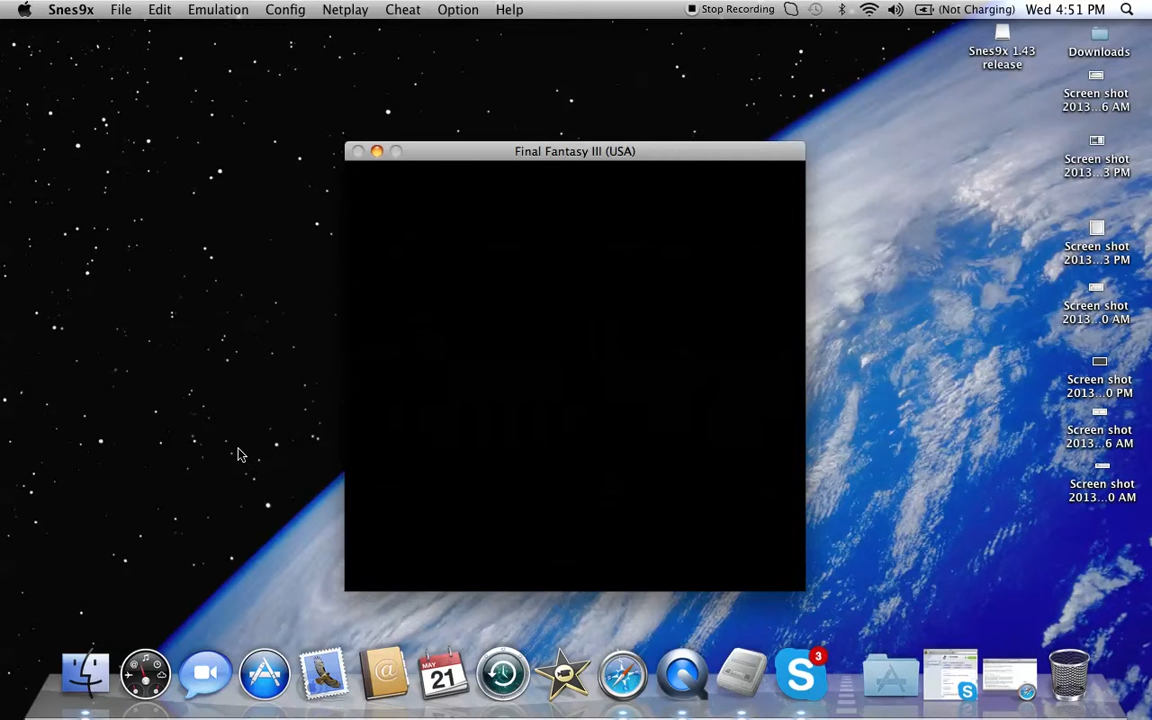 Snes9x File Edit Emulation Config Netplay Cheat Option Help Stop Recording (Not Charging) Wed 4:51 PM
Snes9x 1.43
release
Downloads
Screen shot
2013...6 AM
Screen shot
2013...3 PM
Final Fantasy III (USA)
Screen shot
2013...3 PM
Screen shot
2013...0 AM
Screen shot
2013...0 PM
Screen shot
2013...6 AM
Screen shot
2013...0 AM
MAY
21
@
S
3
S